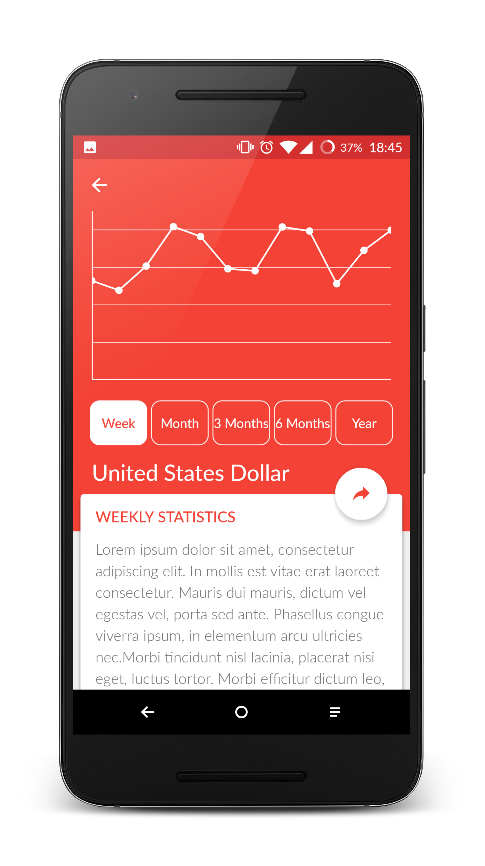 37% 18:45
Week Month 3 Months 6 Months Year
United States Dollar
WEEKLY STATISTICS
Lorem ipsum dolor sit amet, consectetur
adipiscing elit. In mollis est vitae erat laoreet
consectetur. Mauris dui mauris, dictum vel
egestas vel, porta sed ante. Phasellus congue
viverra ipsum, in elementum arcu ultricies
nec.Morbi tincidunt nisl lacinia, placerat nisi
eget, luctus tortor. Morbi efficitur dictum leo,